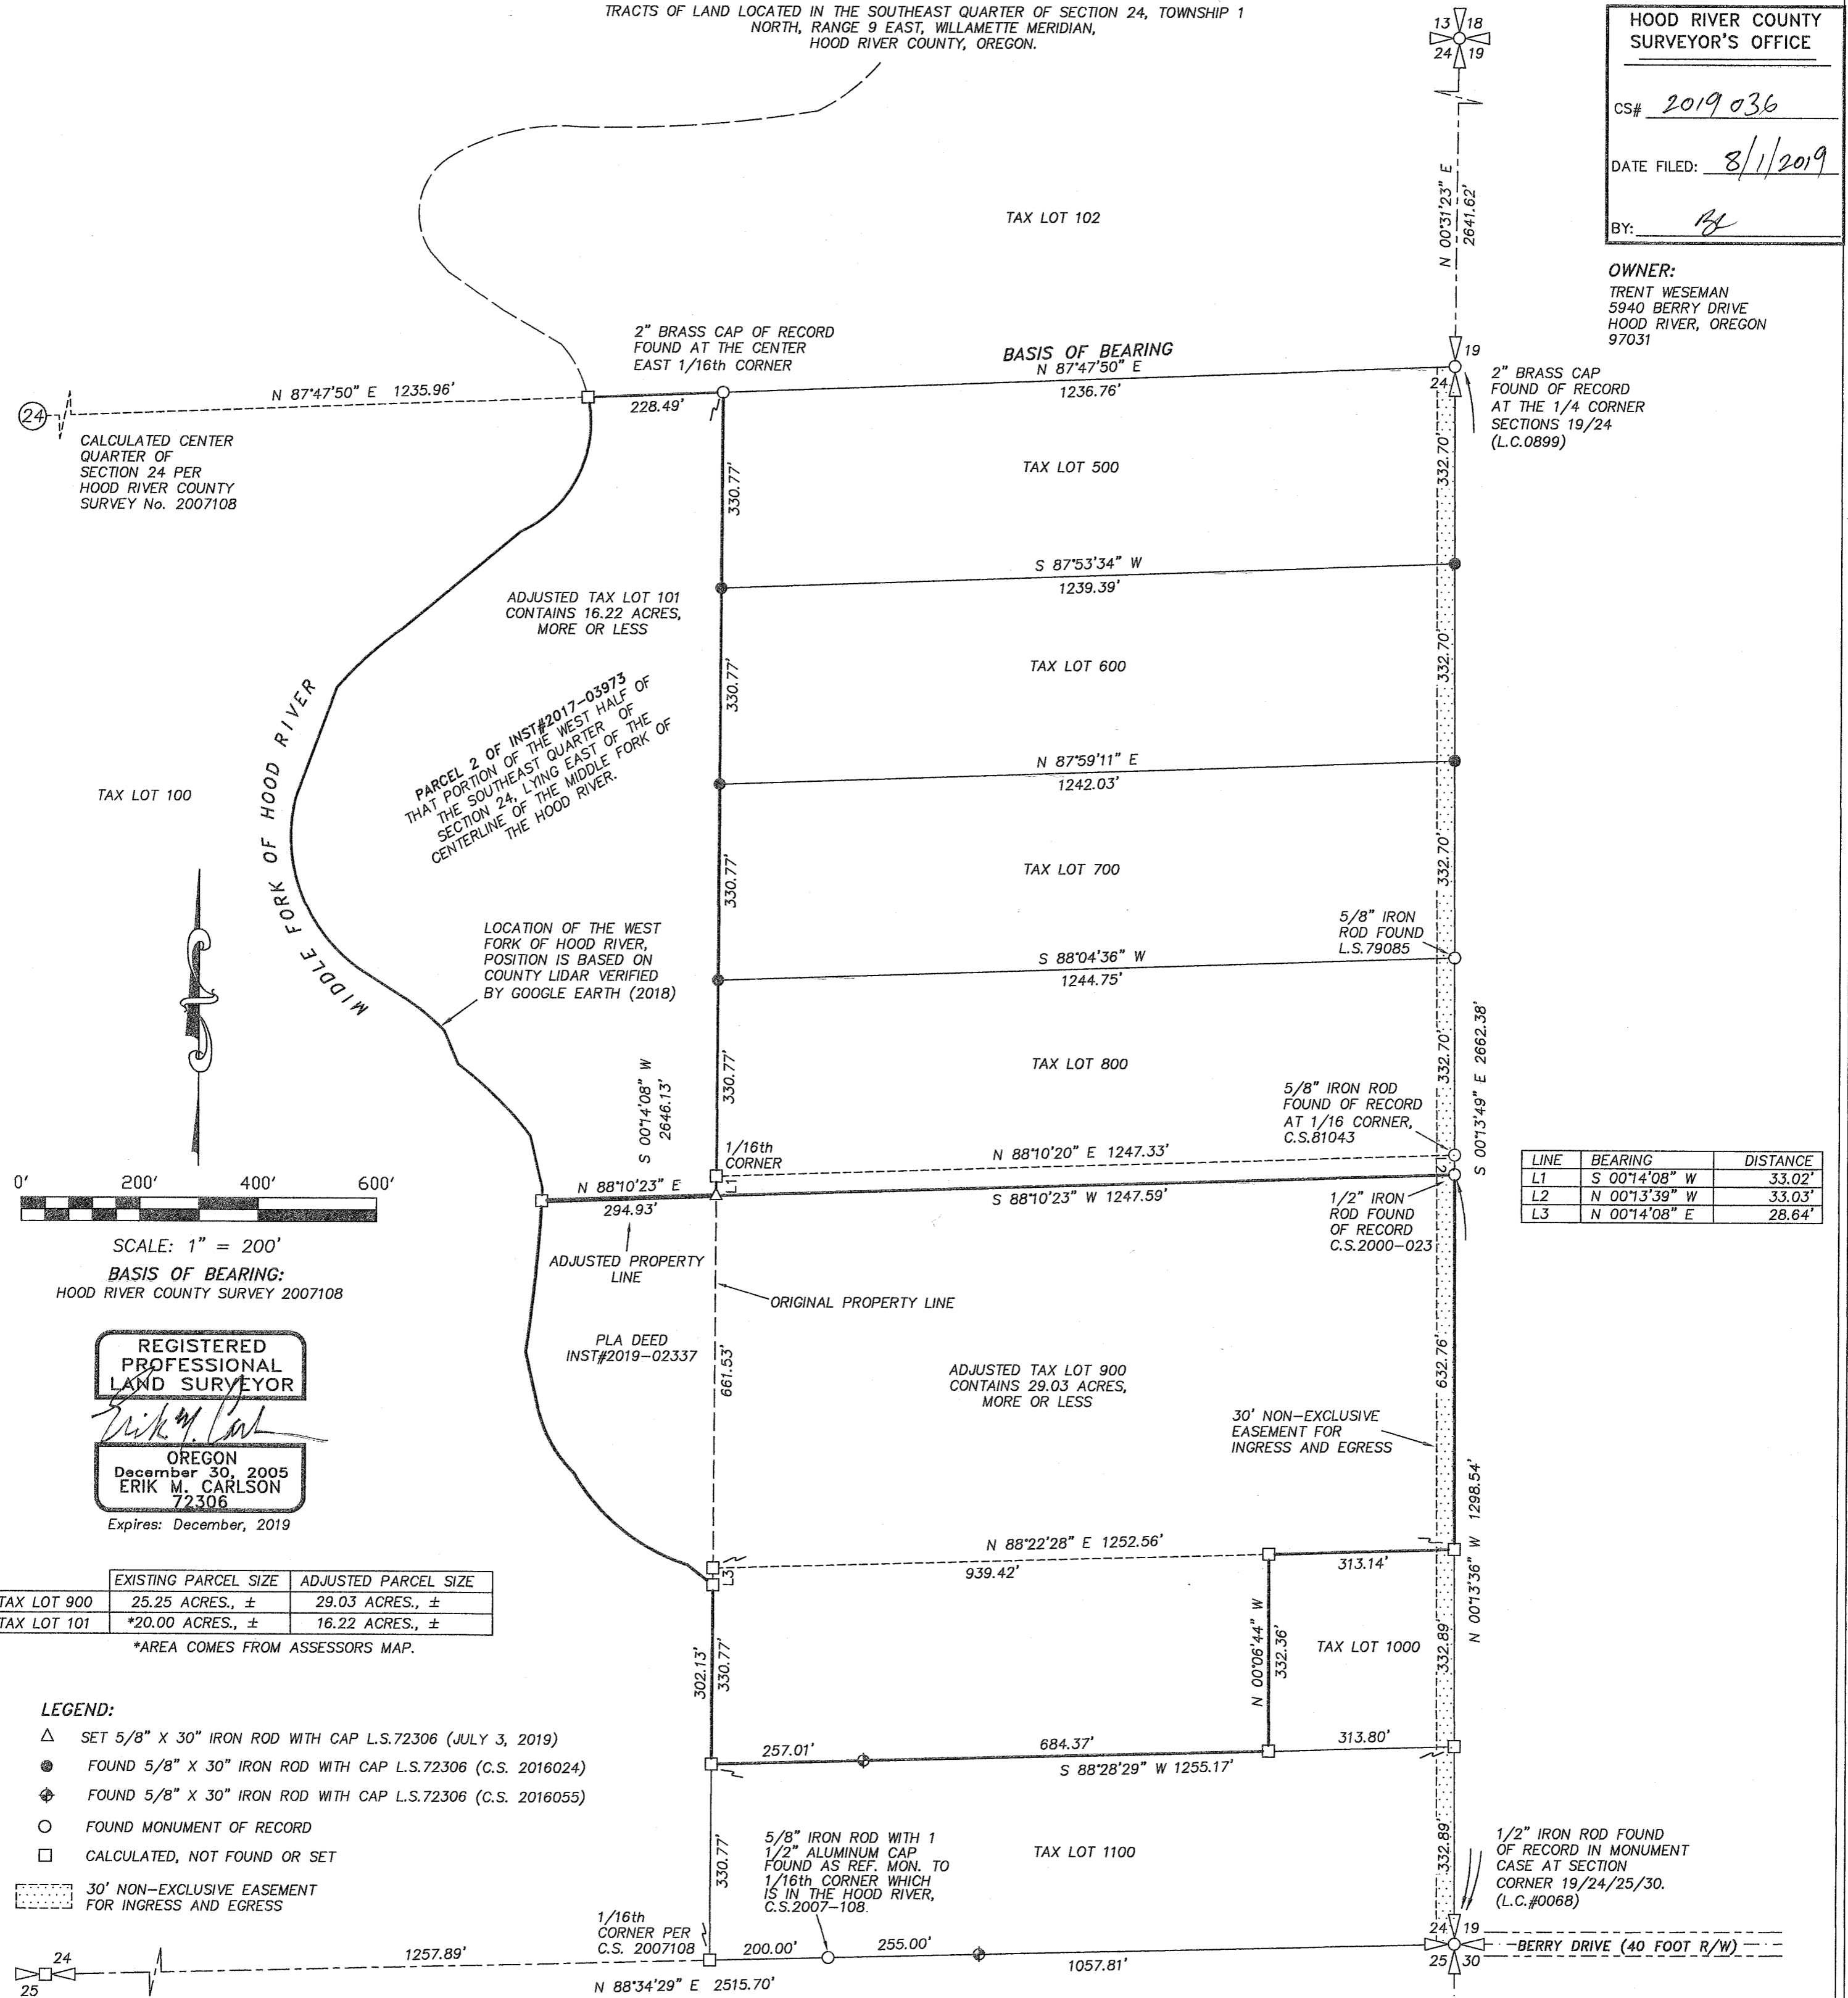 TRACTS OF LAND LOCATED IN THE SOUTHEAST QUARTER OF SECTION 24, TOWNSHIP 1
NORTH, RANGE 9 EAST, WILLAMETTE MERIDIAN,
HOOD RIVER COUNTY, OREGON.
13 18
24 19
HOOD RIVER COUNTY
SURVEYOR'S OFFICE
CS# 2019 036
DATE FILED: 8/1/2019
BY:
OWNER:
TRENT WESEMAN
5940 BERRY DRIVE
HOOD RIVER, OREGON
97031
N 00°31'23" E
2641.62'
TAX LOT 102
2" BRASS CAP OF RECORD
FOUND AT THE CENTER
EAST 1/16th CORNER
BASIS OF BEARING
N 87°47'50" E
1236.76'
19
24
2" BRASS CAP
FOUND OF RECORD
AT THE 1/4 CORNER
SECTIONS 19/24
(L.C.0899)
24
N 87°47'50" E 1235.96'
228.49'
CALCULATED CENTER
QUARTER OF
SECTION 24 PER
HOOD RIVER COUNTY
SURVEY No. 2007108
330.77'
TAX LOT 500
332.70'
S 87°53'34" W
1239.39'
ADJUSTED TAX LOT 101
CONTAINS 16.22 ACRES,
MORE OR LESS
330.77'
TAX LOT 600
332.70'
PARCEL 2 OF INST#2017-03973
THAT PORTION OF THE WEST HALF OF
THE SOUTHEAST QUARTER OF
SECTION 24, LYING EAST OF THE
CENTERLINE OF THE MIDDLE FORK OF
THE HOOD RIVER.
N 87°59'11" E
1242.03'
TAX LOT 100
MIDDLE FORK OF HOOD RIVER
330.77'
TAX LOT 700
332.70'
LOCATION OF THE WEST
FORK OF HOOD RIVER,
POSITION IS BASED ON
COUNTY LIDAR VERIFIED
BY GOOGLE EARTH (2018)
5/8" IRON
ROD FOUND
L.S.79085
S 88°04'36" W
1244.75'
S 00°14'08" W
2646.13'
330.77'
TAX LOT 800
332.70'
S 00°13'49" E 2662.38'
5/8" IRON ROD
FOUND OF RECORD
AT 1/16 CORNER,
C.S.81043
1/16th
CORNER
N 88°10'20" E 1247.33'
L1
N 88°10'23" E
294.93'
S 88°10'23" W 1247.59'
1/2" IRON
ROD FOUND
OF RECORD
C.S.2000-023
LINE BEARING DISTANCE
L1 S 00°14'08" W 33.02'
L2 N 00°13'39" W 33.03'
L3 N 00°14'08" E 28.64'
0' 200' 400' 600'
SCALE: 1" = 200'
BASIS OF BEARING:
HOOD RIVER COUNTY SURVEY 2007108
ADJUSTED PROPERTY
LINE
ORIGINAL PROPERTY LINE
PLA DEED
INST#2019-02337
661.53'
ADJUSTED TAX LOT 900
CONTAINS 29.03 ACRES,
MORE OR LESS
632.76'
30' NON-EXCLUSIVE
EASEMENT FOR
INGRESS AND EGRESS
REGISTERED
PROFESSIONAL
LAND SURVEYOR
Erik M. Carl
OREGON
December 30, 2005
ERIK M. CARLSON
72306
Expires: December, 2019
N 00°13'36" W 1298.54'
N 88°22'28" E 1252.56'
939.42'
313.14'
L3
EXISTING PARCEL SIZE ADJUSTED PARCEL SIZE
TAX LOT 900 25.25 ACRES., ± 29.03 ACRES., ±
TAX LOT 101 *20.00 ACRES., ± 16.22 ACRES., ±
*AREA COMES FROM ASSESSORS MAP.
302.13'
330.77'
N 00°06'44" W
332.36'
TAX LOT 1000
332.89'
257.01'
684.37'
313.80'
S 88°28'29" W 1255.17'
LEGEND:
SET 5/8" X 30" IRON ROD WITH CAP L.S.72306 (JULY 3, 2019)
FOUND 5/8" X 30" IRON ROD WITH CAP L.S.72306 (C.S. 2016024)
FOUND 5/8" X 30" IRON ROD WITH CAP L.S.72306 (C.S. 2016055)
FOUND MONUMENT OF RECORD
CALCULATED, NOT FOUND OR SET
30' NON-EXCLUSIVE EASEMENT
FOR INGRESS AND EGRESS
330.77'
5/8" IRON ROD WITH 1
1/2" ALUMINUM CAP
FOUND AS REF. MON. TO
1/16th CORNER WHICH
IS IN THE HOOD RIVER,
C.S.2007-108.
TAX LOT 1100
332.89'
1/2" IRON ROD FOUND
OF RECORD IN MONUMENT
CASE AT SECTION
CORNER 19/24/25/30.
(L.C.#0068)
1/16th
CORNER PER
C.S. 2007108
24
25
1257.89'
200.00'
255.00'
1057.81'
N 88°34'29" E 2515.70'
24 19
25 30
BERRY DRIVE (40 FOOT R/W)